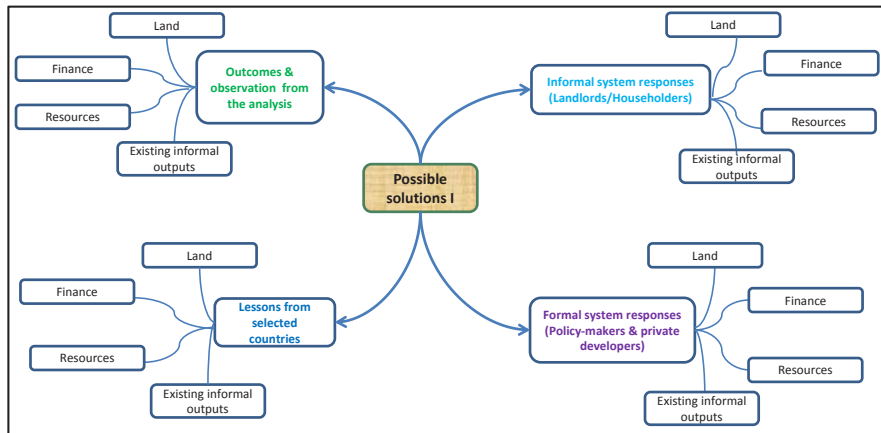 Land
Finance
Resources
Existing informal
outputs
Outcomes &
observation from
the analysis
Land
Finance
Resources
Existing informal
outputs
Informal system responses
(Landlords/Householders)
Possible
solutions I
Land
Finance
Resources
Existing informal
outputs
Lessons from
selected
countries
Land
Finance
Resources
Existing informal
outputs
Formal system responses
(Policy-makers & private
developers)